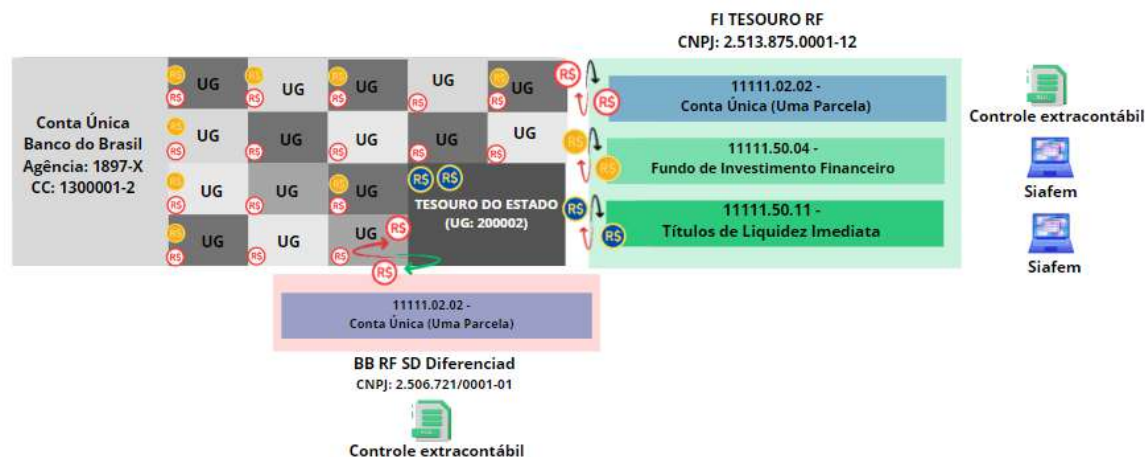 FI TESOURO RF
CNPJ: 2.513.875.0001-12
Conta Única
Banco do Brasil
Agência: 1897-X
CC: 1300001-2
R$ UG R$
R$ UG R$
R$ UG R$
UG R$
R$ UG R$
R$ UG R$
UG R$
UG R$
UG R$
UG R$
R$ UG R$
UG R$
R$ UG R$
R$ UG R$
UG R$
UG R$
R$ R$
TESOURO DO ESTADO
(UG: 200002)
R$
R$
R$
R$
11111.02.02 -
Conta Única (Uma Parcela)
R$
R$
11111.50.04 -
Fundo de Investimento Financeiro
R$
R$
11111.50.11 -
Títulos de Liquidez Imediata
Controle extracontábil
Siafem
Siafem
11111.02.02 -
Conta Única (Uma Parcela)
BB RF SD Diferenciad
CNPJ: 2.506.721/0001-01
Controle extracontábil